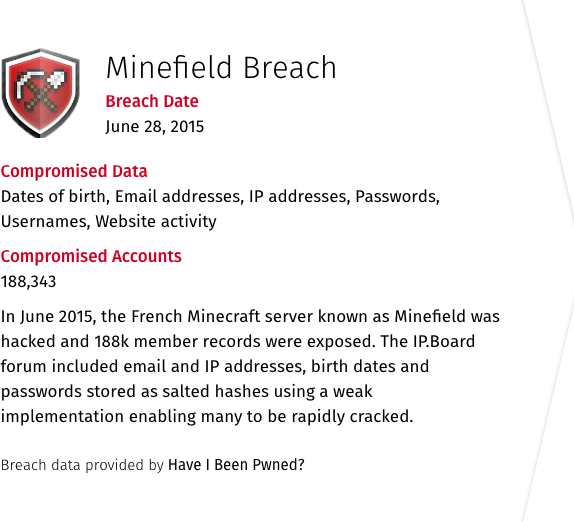 Minefield Breach
Breach Date
June 28, 2015
Compromised Data
Dates of birth, Email addresses, IP addresses, Passwords,
Usernames, Website activity
Compromised Accounts
188,343
In June 2015, the French Minecraft server known as Minefield was
hacked and 188k member records were exposed. The IP.Board
forum included email and IP addresses, birth dates and
passwords stored as salted hashes using a weak
implementation enabling many to be rapidly cracked.
Breach data provided by Have I Been Pwned?